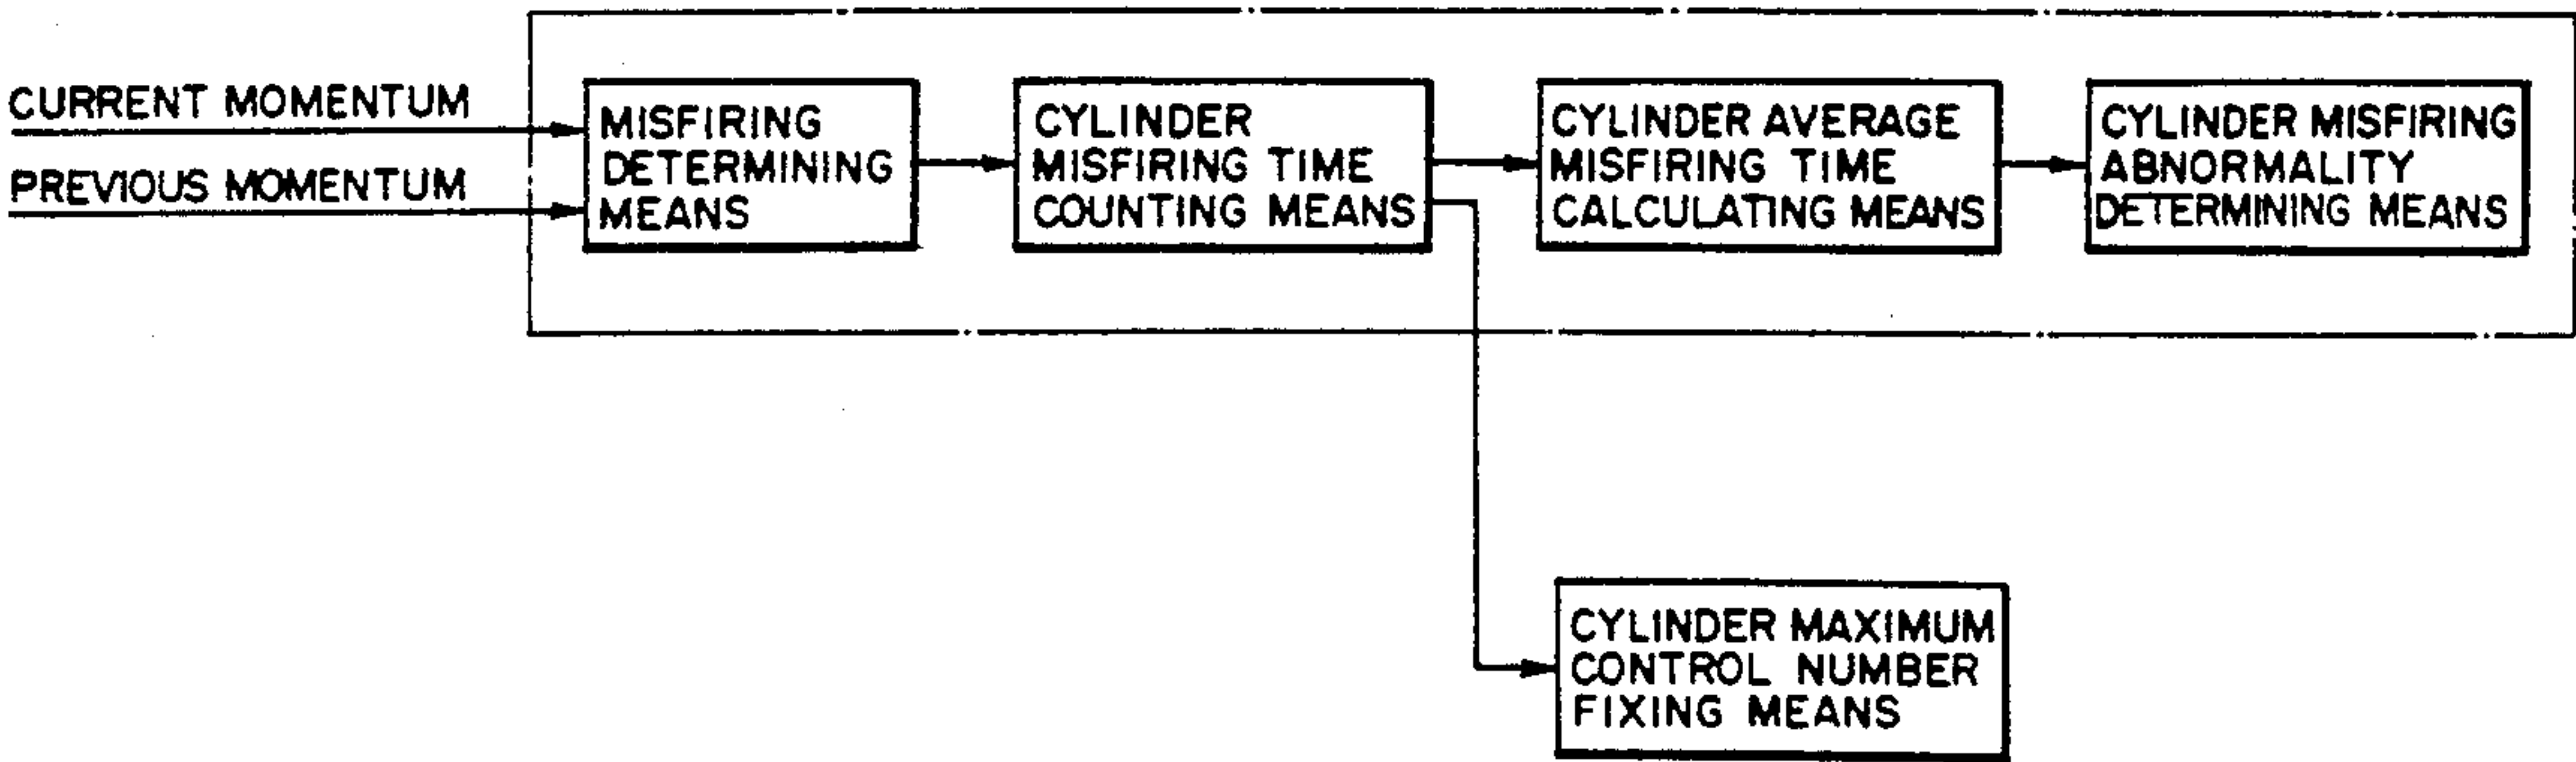 CURRENT MOMENTUM
PREVIOUS MOMENTUM
MISFIRING
DETERMINING
MEANS
CYLINDER
MISFIRING TIME
COUNTING MEANS
CYLINDER AVERAGE
MISFIRING TIME
CALCULATING MEANS
CYLINDER MISFIRING
ABNORMALITY
DETERMINING MEANS
CYLINDER MAXIMUM
CONTROL NUMBER
FIXING MEANS